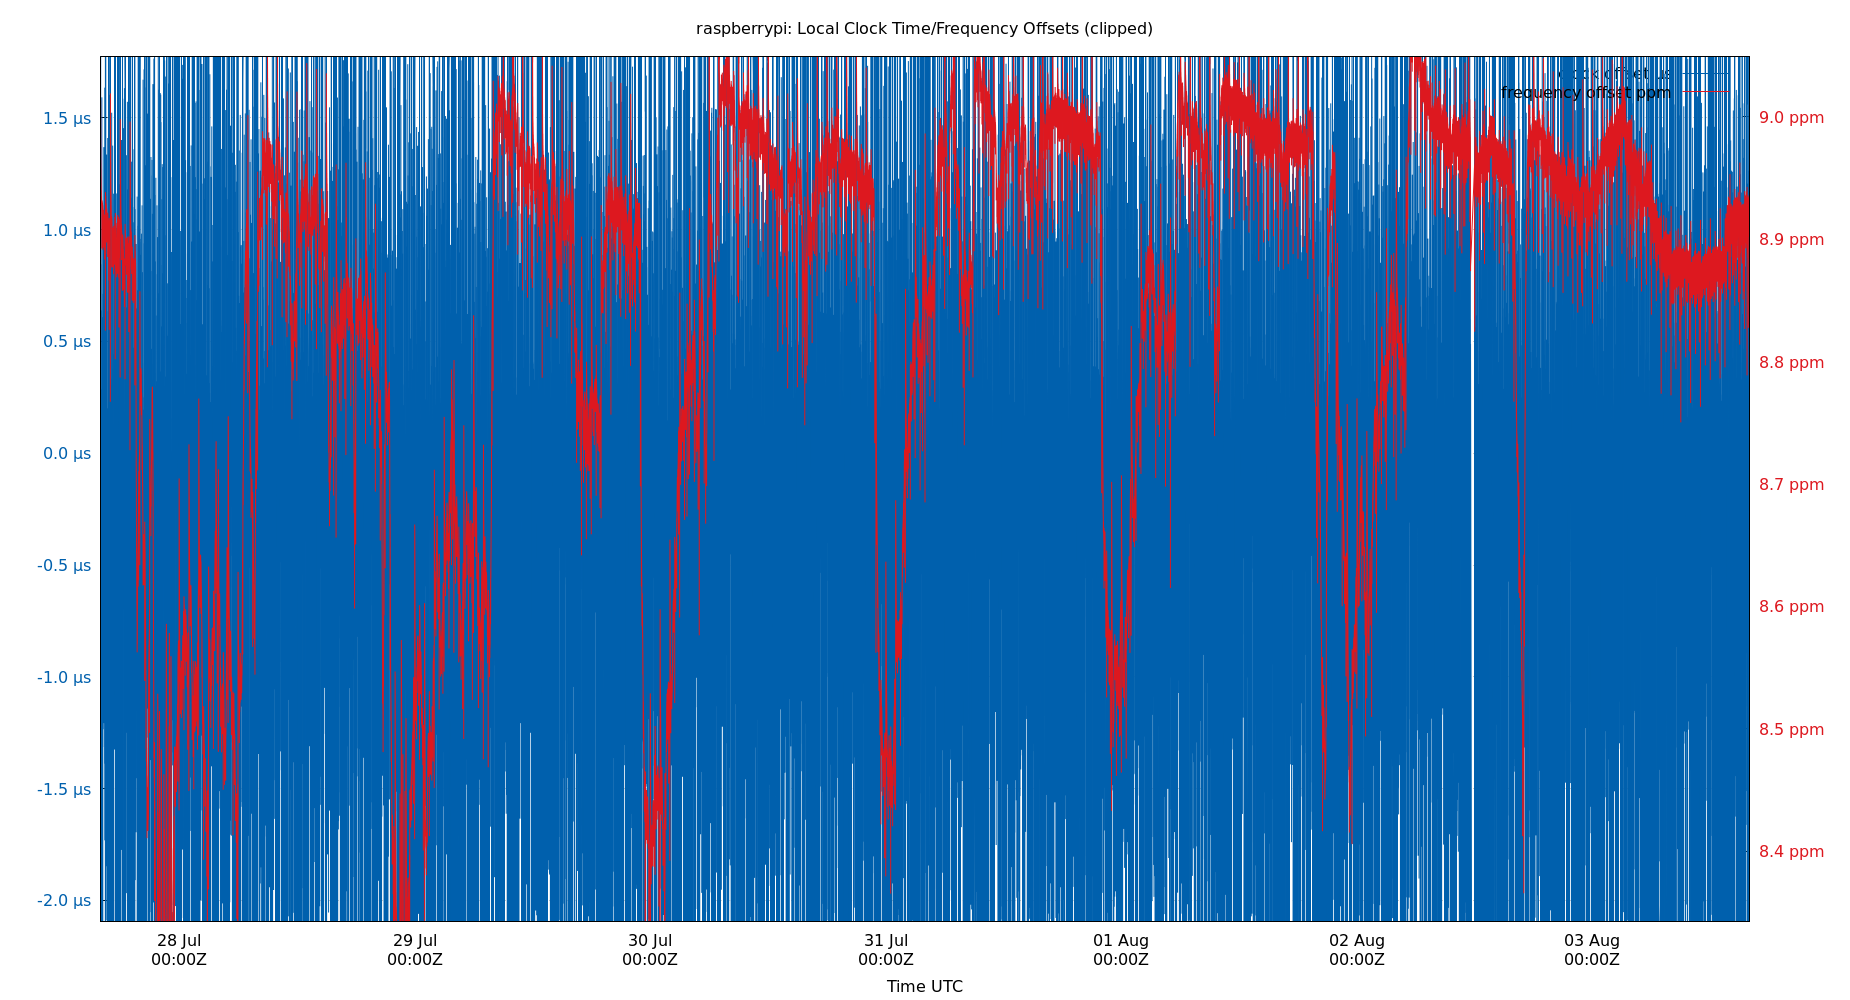 raspberrypi: Local Clock Time/Frequency Offsets (clipped)
clock offset µs
frequency offset ppm
1.5 µs
1.0 µs
0.5 µs
0.0 µs
-0.5 µs
-1.0 µs
-1.5 µs
-2.0 µs
9.0 ppm
8.9 ppm
8.8 ppm
8.7 ppm
8.6 ppm
8.5 ppm
8.4 ppm
28 Jul
00:00Z
29 Jul
00:00Z
30 Jul
00:00Z
31 Jul
00:00Z
01 Aug
00:00Z
02 Aug
00:00Z
03 Aug
00:00Z
Time UTC